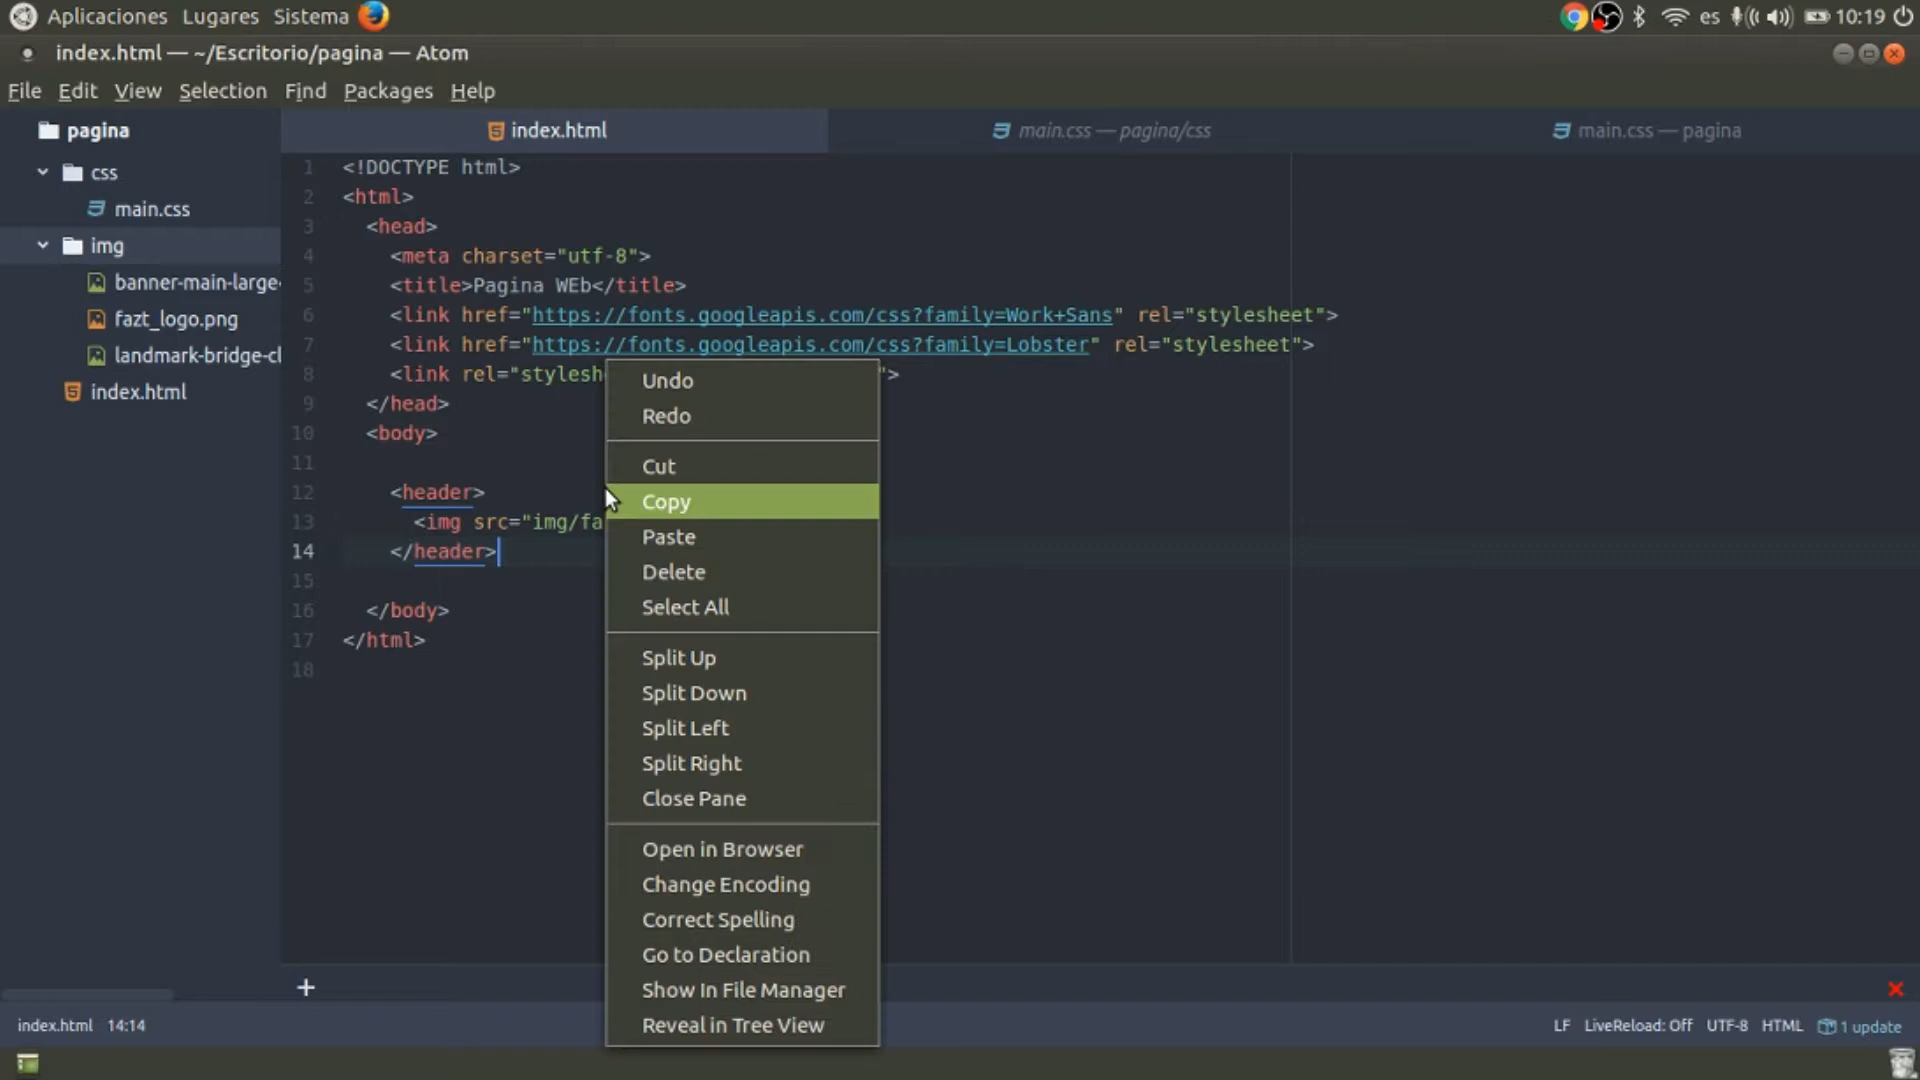 Aplicaciones Lugares Sistema es 10:19
index.html — ~/Escritorio/pagina — Atom
File Edit View Selection Find Packages Help
pagina
css
main.css
img
banner-main-large-
fazt_logo.png
landmark-bridge-cl
index.html
index.html main.css — pagina/css main.css — pagina
1 <!DOCTYPE html>
2 <html>
3 <head>
4 <meta charset="utf-8">
5 <title>Pagina WEb</title>
6 <link href="https://fonts.googleapis.com/css?family=Work+Sans" rel="stylesheet">
7 <link href="https://fonts.googleapis.com/css?family=Lobster" rel="stylesheet">
8 <link rel="stylesh ">
9 </head>
10 <body>
11
12 <header>
13 <img src="img/fa
14 </header>
15
16 </body>
17 </html>
18
Undo
Redo
Cut
Copy
Paste
Delete
Select All
Split Up
Split Down
Split Left
Split Right
Close Pane
Open in Browser
Change Encoding
Correct Spelling
Go to Declaration
Show In File Manager
Reveal in Tree View
+
index.html 14:14 LF LiveReload: Off UTF-8 HTML 1 update